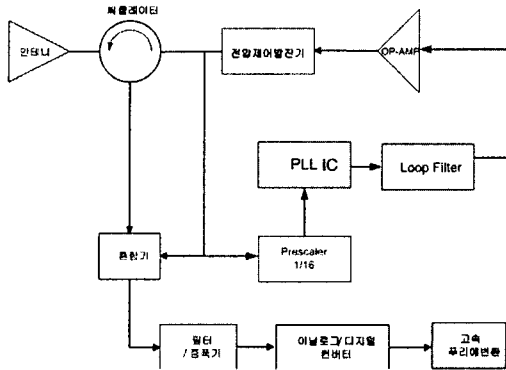 써큘레이터
안테나
전압제어발진기
OP-AMP
PLL IC
Loop Filter
혼합기
Prescaler
1/16
필터
/ 증폭기
아날로그/디지털
컨버터
고속
푸리에변환